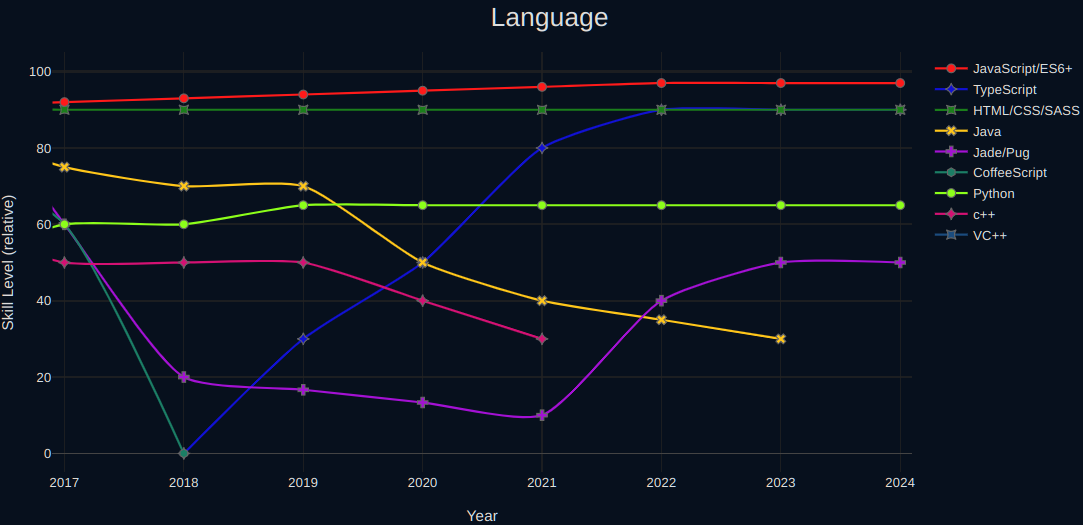 Language
Skill Level (relative)
100
80
60
40
20
0
2017
2018
2019
2020
2021
2022
2023
2024
Year
JavaScript/ES6+
TypeScript
HTML/CSS/SASS
Java
Jade/Pug
CoffeeScript
Python
c++
VC++